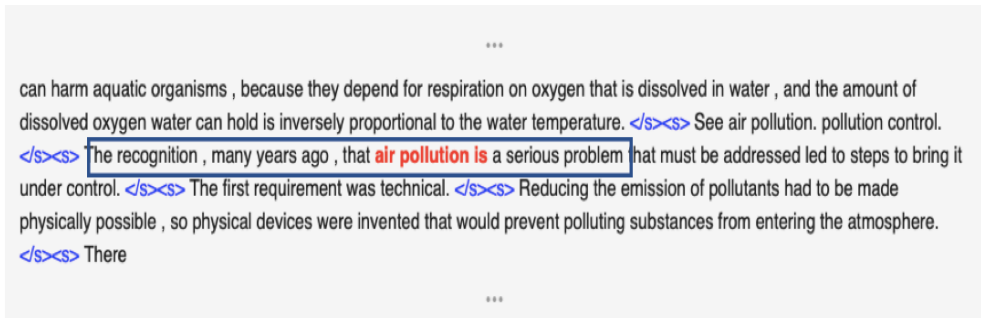 ...
can harm aquatic organisms , because they depend for respiration on oxygen that is dissolved in water , and the amount of
dissolved oxygen water can hold is inversely proportional to the water temperature. </s><s> See air pollution. pollution control.
</s><s> The recognition , many years ago , that air pollution is a serious problem that must be addressed led to steps to bring it
under control. </s><s> The first requirement was technical. </s><s> Reducing the emission of pollutants had to be made
physically possible , so physical devices were invented that would prevent polluting substances from entering the atmosphere.
</s><s> There
...